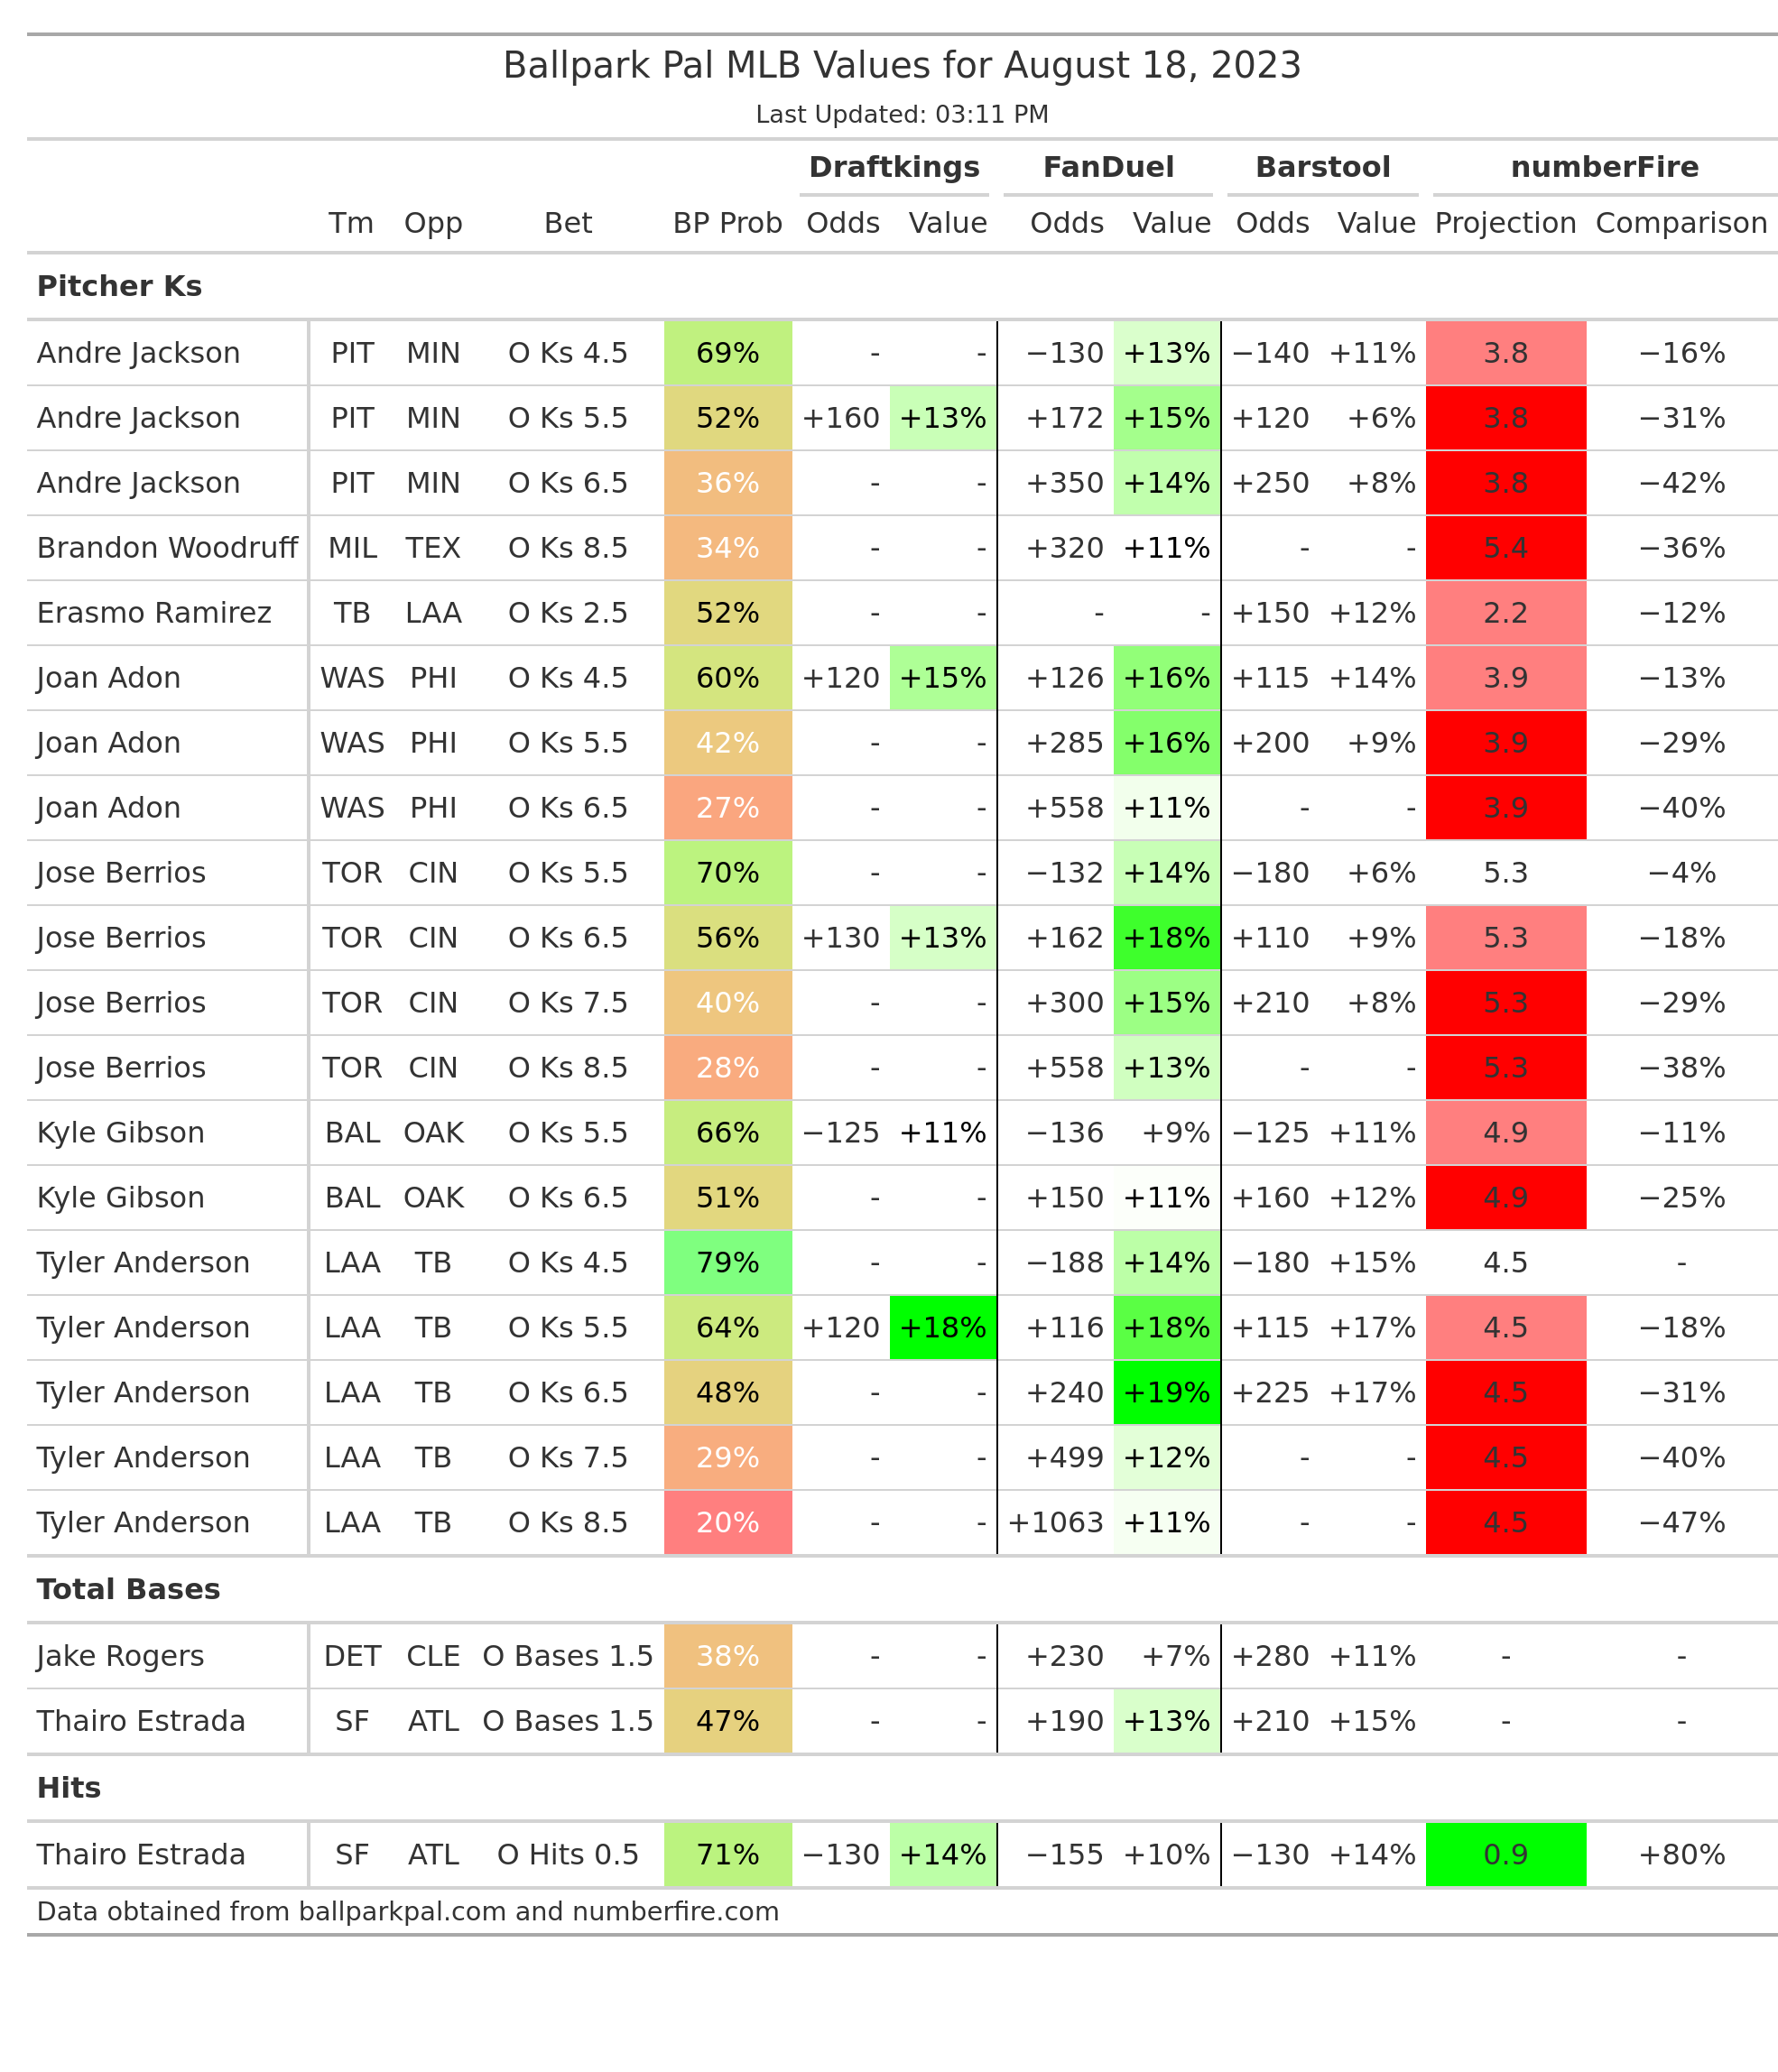 Ballpark Pal MLB Values for August 18, 2023
Last Updated: 03:11 PM
Draftkings FanDuel Barstool numberFire
Tm Opp Bet BP Prob Odds Value Odds Value Odds Value Projection Comparison
Pitcher Ks
Andre Jackson PIT MIN O Ks 4.5 69% - - −130 +13% −140 +11% 3.8 −16%
Andre Jackson PIT MIN O Ks 5.5 52% +160 +13% +172 +15% +120 +6% 3.8 −31%
Andre Jackson PIT MIN O Ks 6.5 36% - - +350 +14% +250 +8% 3.8 −42%
Brandon Woodruff MIL TEX O Ks 8.5 34% - - +320 +11% - - 5.4 −36%
Erasmo Ramirez TB LAA O Ks 2.5 52% - - - - +150 +12% 2.2 −12%
Joan Adon WAS PHI O Ks 4.5 60% +120 +15% +126 +16% +115 +14% 3.9 −13%
Joan Adon WAS PHI O Ks 5.5 42% - - +285 +16% +200 +9% 3.9 −29%
Joan Adon WAS PHI O Ks 6.5 27% - - +558 +11% - - 3.9 −40%
Jose Berrios TOR CIN O Ks 5.5 70% - - −132 +14% −180 +6% 5.3 −4%
Jose Berrios TOR CIN O Ks 6.5 56% +130 +13% +162 +18% +110 +9% 5.3 −18%
Jose Berrios TOR CIN O Ks 7.5 40% - - +300 +15% +210 +8% 5.3 −29%
Jose Berrios TOR CIN O Ks 8.5 28% - - +558 +13% - - 5.3 −38%
Kyle Gibson BAL OAK O Ks 5.5 66% −125 +11% −136 +9% −125 +11% 4.9 −11%
Kyle Gibson BAL OAK O Ks 6.5 51% - - +150 +11% +160 +12% 4.9 −25%
Tyler Anderson LAA TB O Ks 4.5 79% - - −188 +14% −180 +15% 4.5 -
Tyler Anderson LAA TB O Ks 5.5 64% +120 +18% +116 +18% +115 +17% 4.5 −18%
Tyler Anderson LAA TB O Ks 6.5 48% - - +240 +19% +225 +17% 4.5 −31%
Tyler Anderson LAA TB O Ks 7.5 29% - - +499 +12% - - 4.5 −40%
Tyler Anderson LAA TB O Ks 8.5 20% - - +1063 +11% - - 4.5 −47%
Total Bases
Jake Rogers DET CLE O Bases 1.5 38% - - +230 +7% +280 +11% - -
Thairo Estrada SF ATL O Bases 1.5 47% - - +190 +13% +210 +15% - -
Hits
Thairo Estrada SF ATL O Hits 0.5 71% −130 +14% −155 +10% −130 +14% 0.9 +80%
Data obtained from ballparkpal.com and numberfire.com